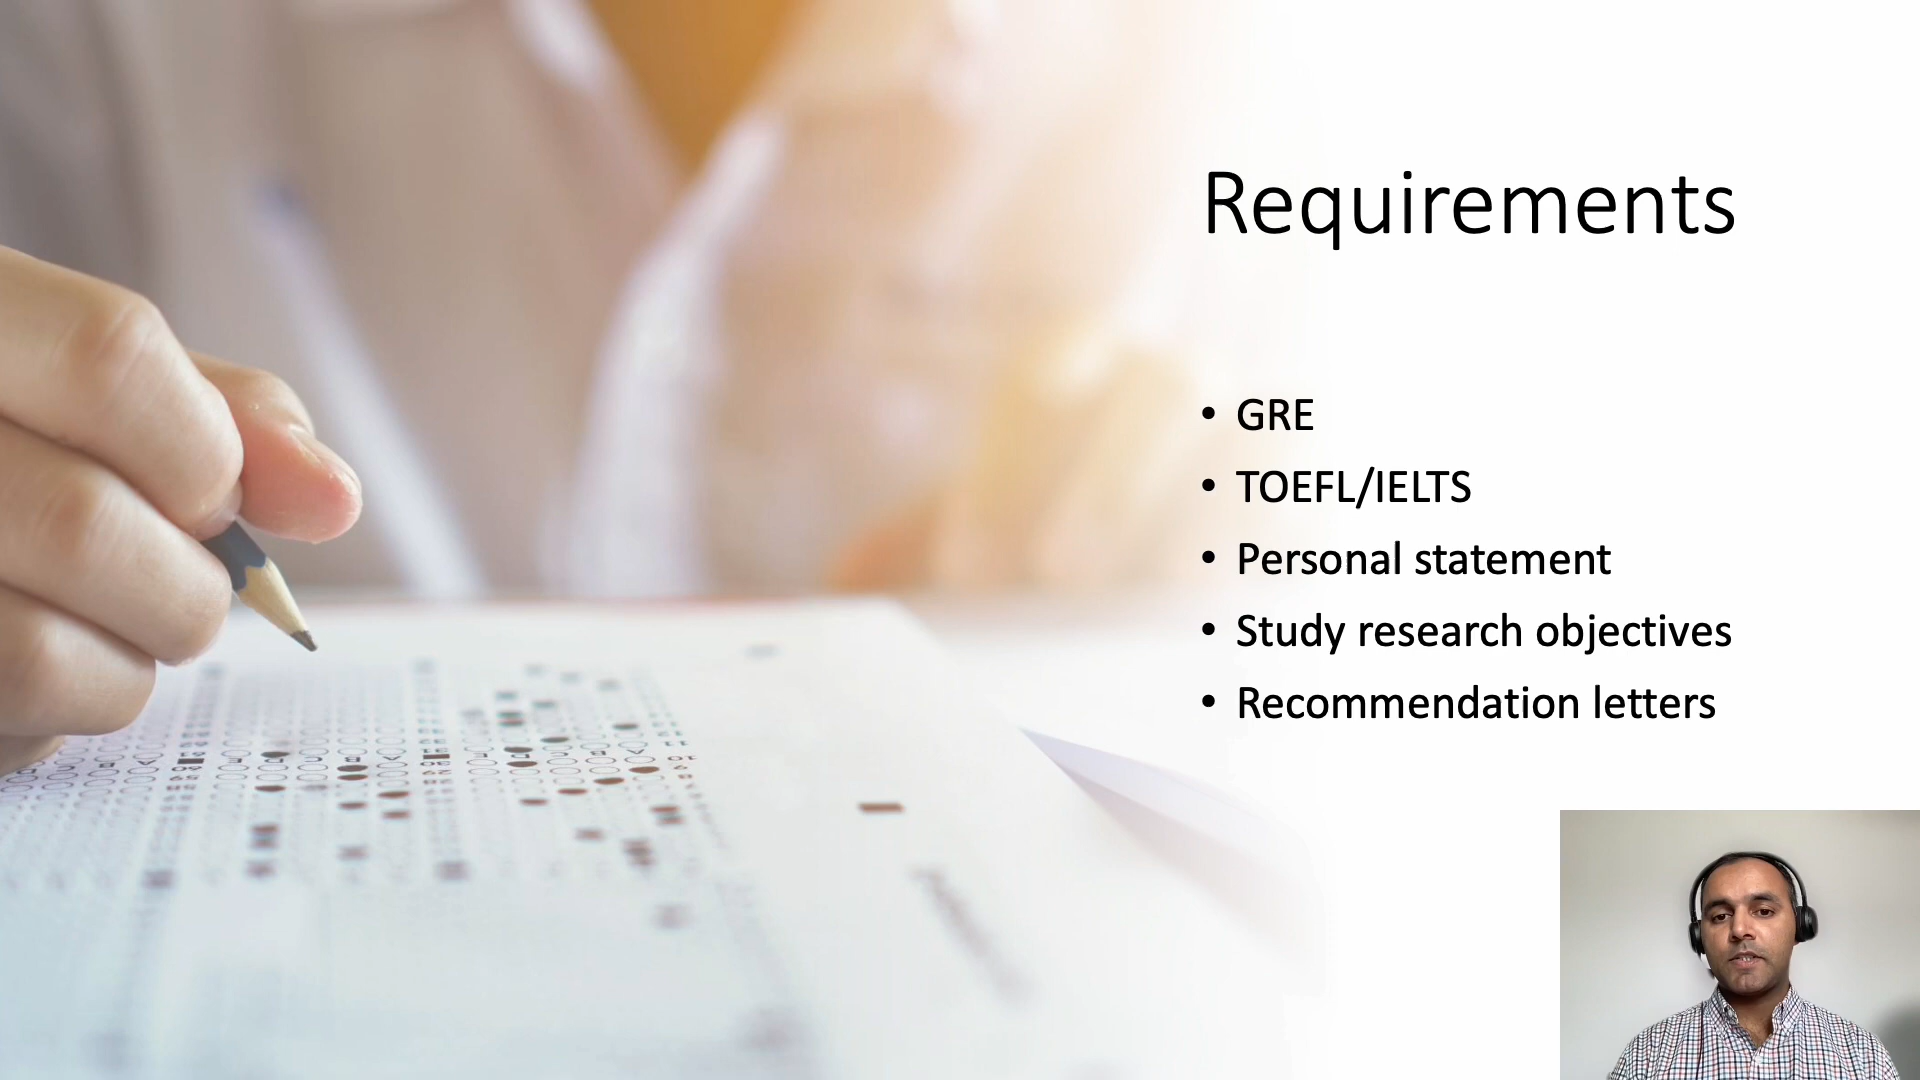 Requirements
• GRE
• TOEFL/IELTS
• Personal statement
• Study research objectives
• Recommendation letters